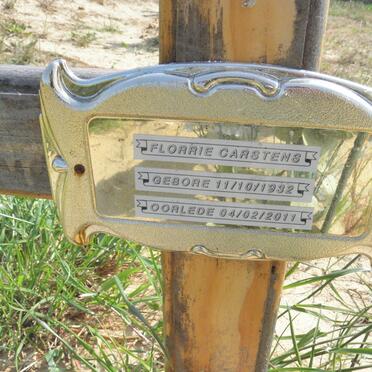 FLORRIE CARSTENS
GEBORE 11/10/1932
OORLEDE 04/02/2011